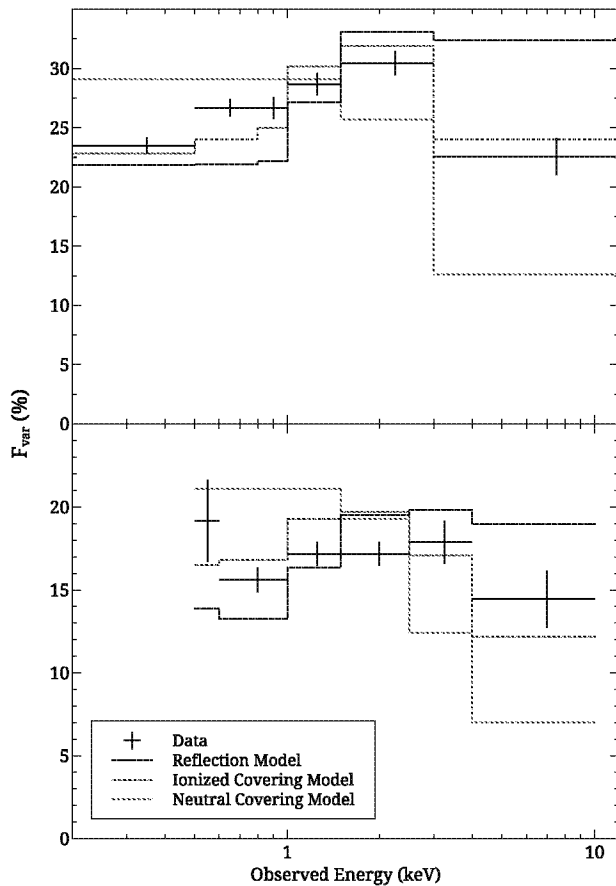 30
25
20
15
10
5
0
F_var (%)
20
15
10
5
0
Data
Reflection Model
Ionized Covering Model
Neutral Covering Model
1
10
Observed Energy (keV)